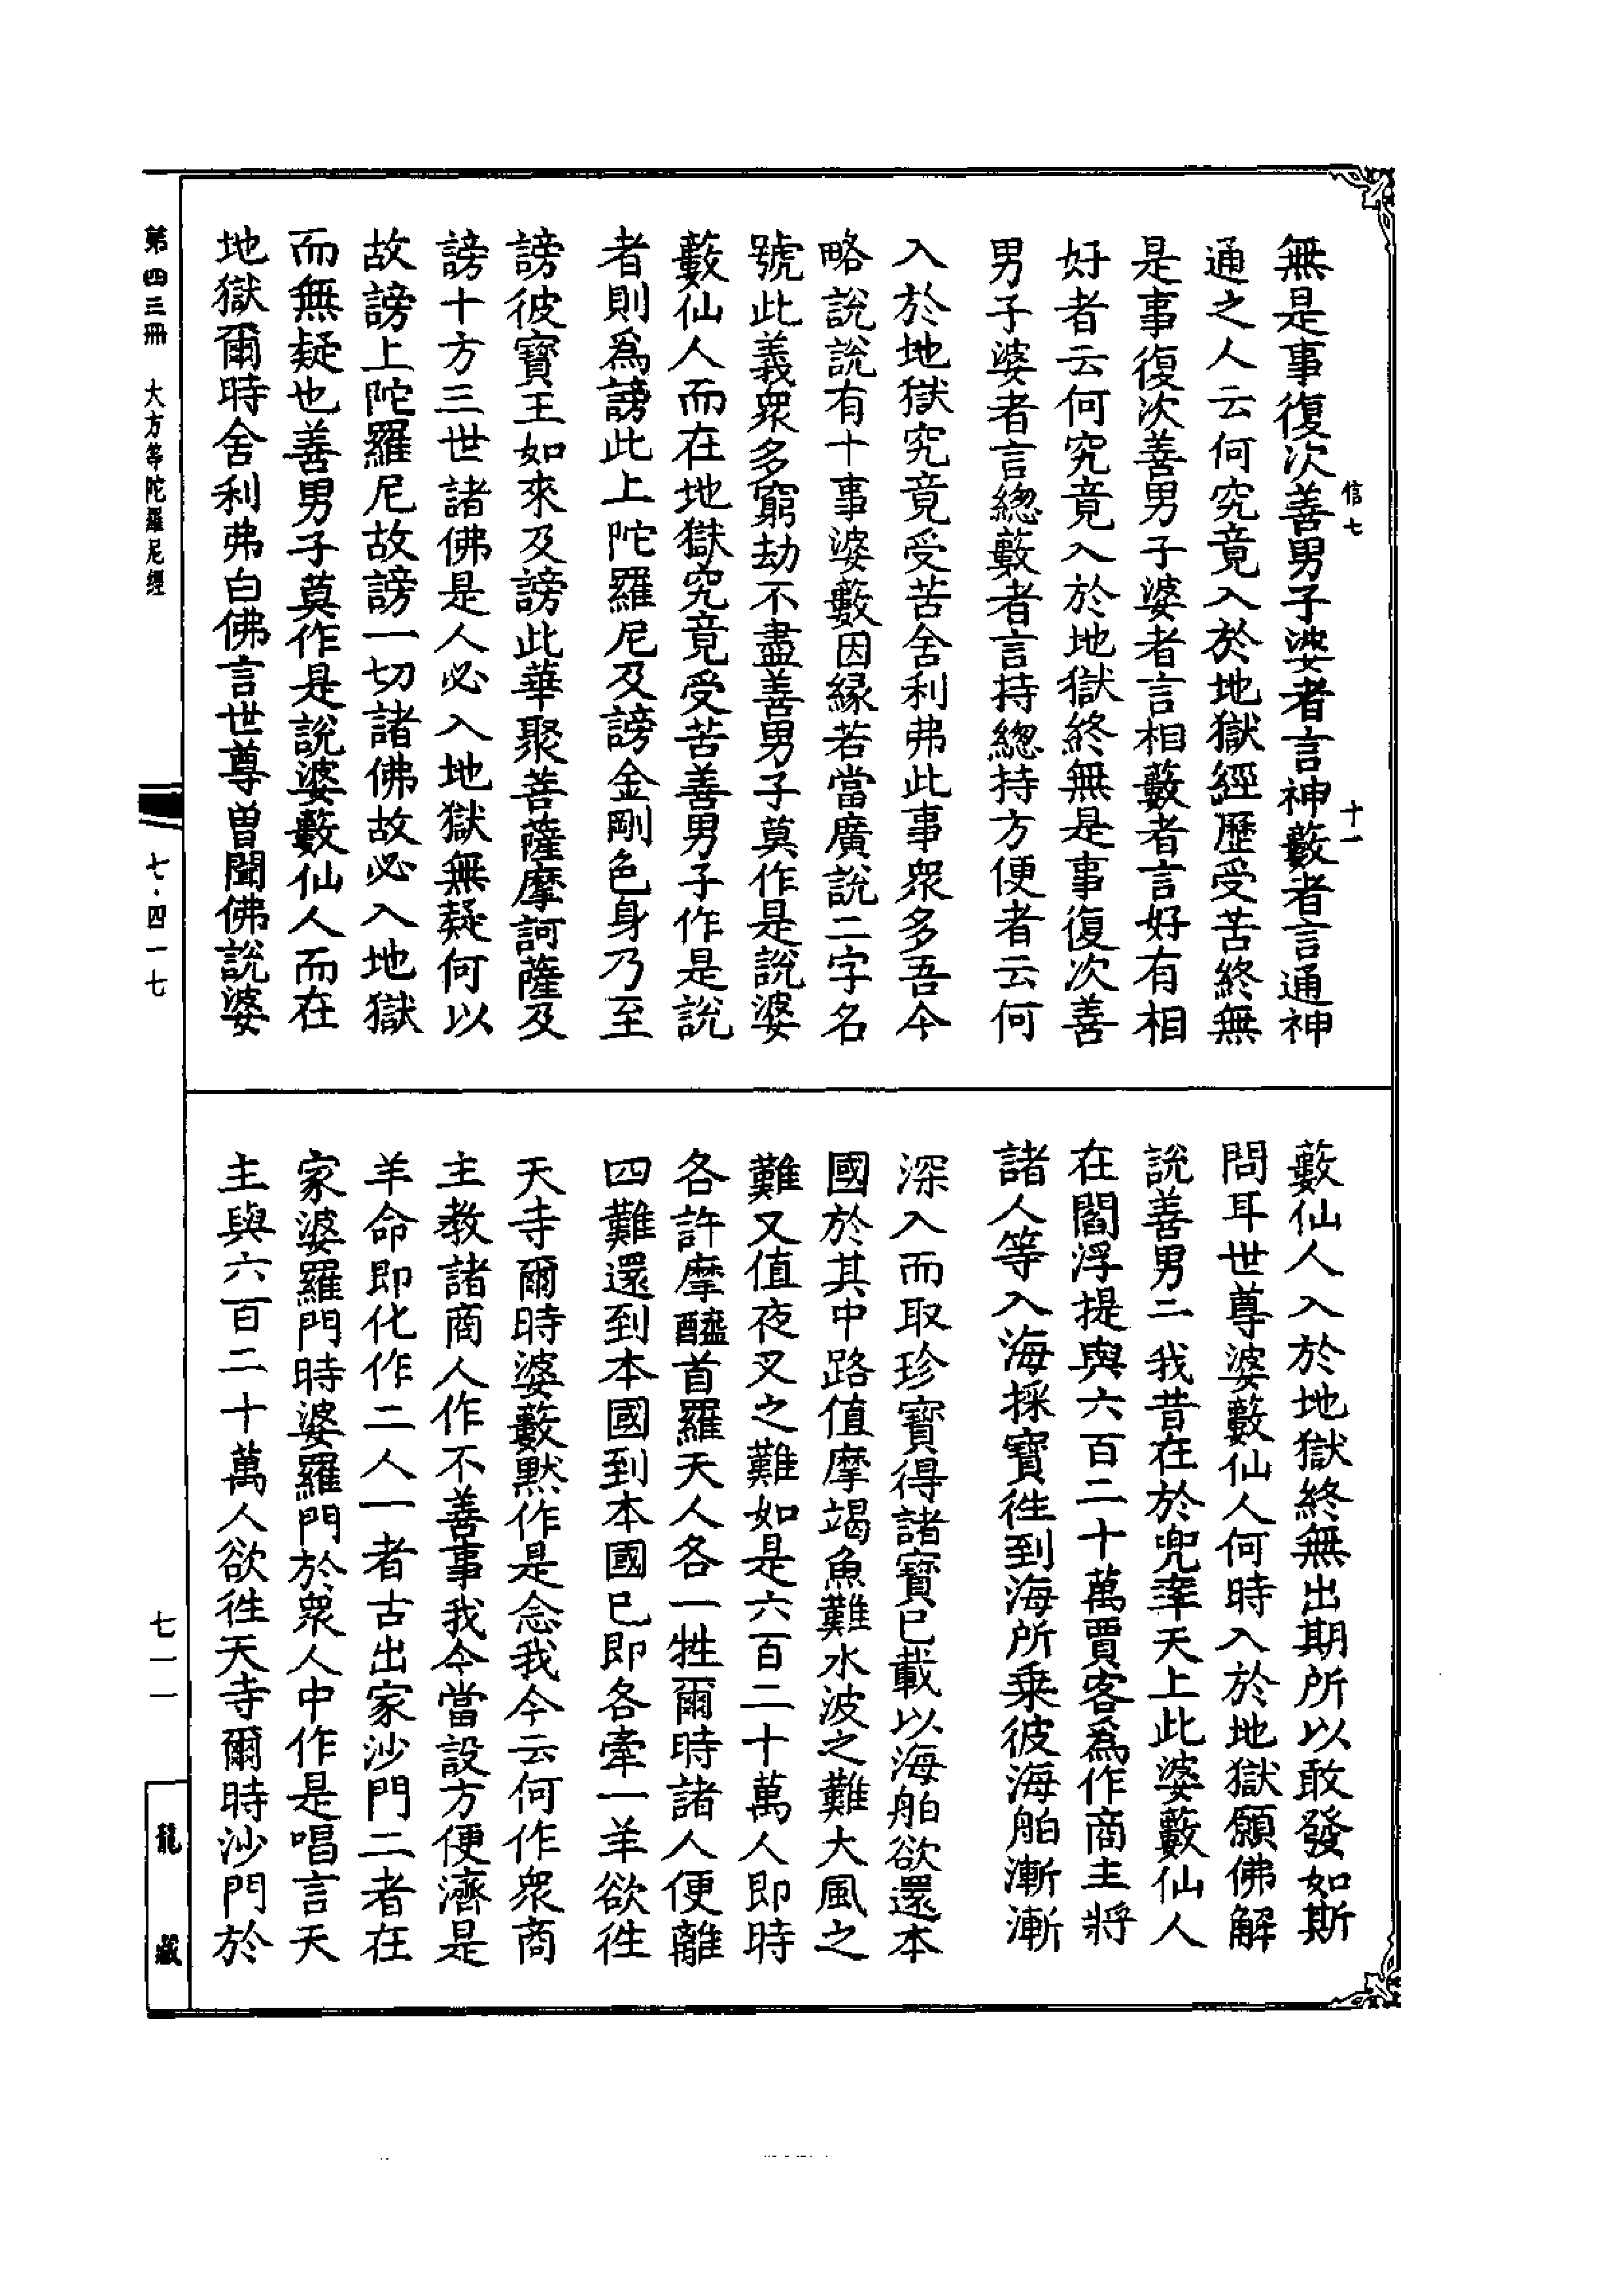 信七
十一
無是事復次善男子婆者言神藪者言通神
通之人云何究竟入於地獄經歷受苦終無
是事復次善男子婆者言相藪者言好有相
好者云何究竟入於地獄終無是事復次善
男子婆者言緫藪者言持緫持方便者云何
入於地獄究竟受苦舍利弗此事眾多吾今
略說說有十事婆藪因緣若當廣說二字名
號此義眾多窮劫不盡善男子莫作是說婆
藪仙人而在地獄究竟受苦善男子作是說
者則爲謗此上陀羅尼及謗金剛色身乃至
謗彼寶王如來及謗此華聚菩薩摩訶薩及
謗十方三世諸佛是人必入地獄無疑何以
故謗上陀羅尼故謗一切諸佛故必入地獄
而無疑也善男子莫作是說婆藪仙人而在
地獄爾時舍利弗白佛言世尊曾聞佛說婆
藪仙人入於地獄終無出期所以敢發如斯
問耳世尊婆藪仙人何時入於地獄願佛解
說善男子我昔在於兜率天上此婆藪仙人
在閻浮提與六百二十萬賈客爲作商主將
諸人等入海採寶徃到海所乗彼海舶漸漸
深入而取珍寶得諸寶已載以海舶欲還本
國於其中路值摩竭魚難水波之難大風之
難又值夜叉之難如是六百二十萬人即時
各許摩醯首羅天人各一牲爾時諸人便離
四難還到本國到本國已即各牽一羊欲徃
天寺爾時婆藪默作是念我今云何作眾商
主教諸商人作不善事我今當設方便濟是
羊命即化作二人一者古出家沙門二者在
家婆羅門時婆羅門於眾人中作是唱言天
主與六百二十萬人欲徃天寺爾時沙門於
第四三冊　大方等陀羅尼經
七·四一七
七一一
龍藏